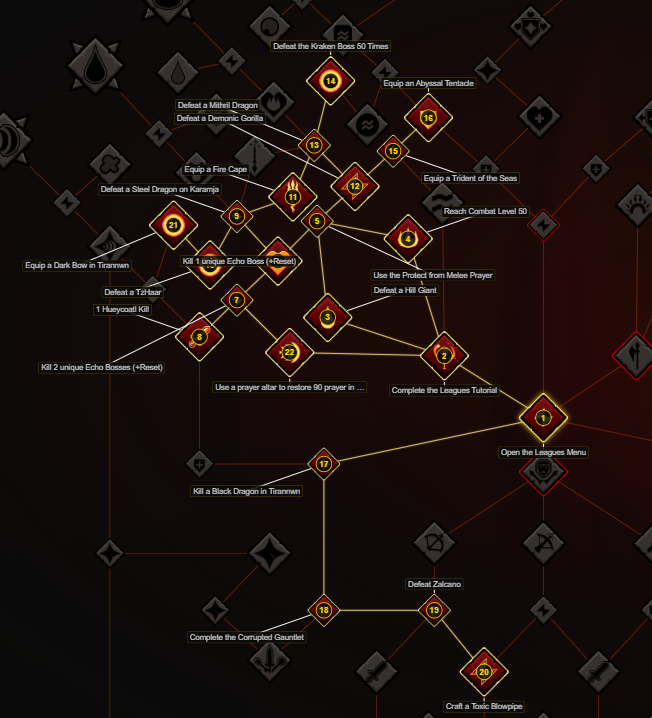 Defeat the Kraken Boss 50 Times
14
Equip an Abyssal Tentacle
Defeat a Mithril Dragon
Defeat a Demonic Gorilla
16
13
15
Equip a Fire Cape
Equip a Trident of the Seas
12
Defeat a Steel Dragon on Karamja
11
Reach Combat Level 50
9
5
21
4
Kill 1 unique Echo Boss (+Reset)
Equip a Dark Bow in Tirannwn
Use the Protect from Melee Prayer
Defeat a TzHaar
Defeat a Hill Giant
7
1 Hueycoatl Kill
3
8
22
2
Kill 2 unique Echo Bosses (+Reset)
Use a prayer altar to restore 90 prayer in ...
Complete the Leagues Tutorial
1
Open the Leagues Menu
17
Kill a Black Dragon in Tirannwn
Defeat Zalcano
18
19
Complete the Corrupted Gauntlet
20
Craft a Toxic Blowpipe